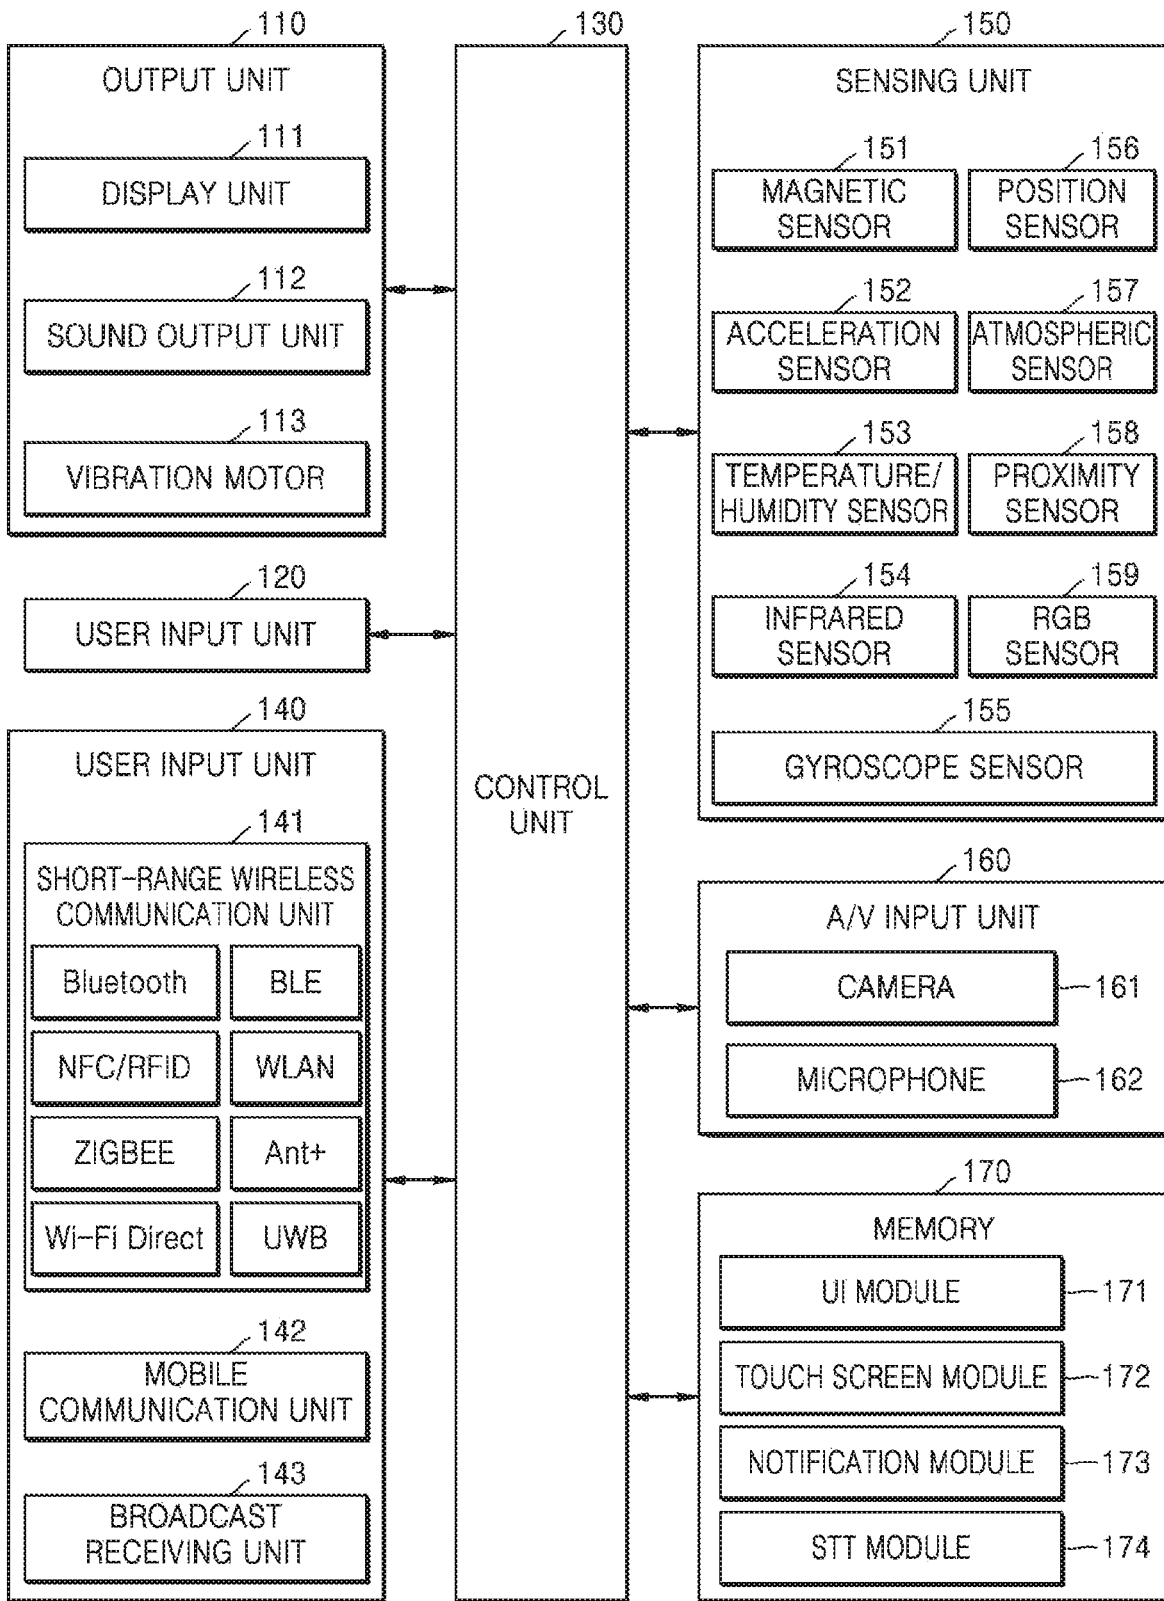 110
OUTPUT UNIT
111
DISPLAY UNIT
112
SOUND OUTPUT UNIT
113
VIBRATION MOTOR
120
USER INPUT UNIT
140
USER INPUT UNIT
141
SHORT-RANGE WIRELESS
COMMUNICATION UNIT
Bluetooth
BLE
NFC/RFID
WLAN
ZIGBEE
Ant+
Wi-Fi Direct
UWB
142
MOBILE
COMMUNICATION UNIT
143
BROADCAST
RECEIVING UNIT
130
CONTROL
UNIT
150
SENSING UNIT
151
MAGNETIC
SENSOR
156
POSITION
SENSOR
152
ACCELERATION
SENSOR
157
ATMOSPHERIC
SENSOR
153
TEMPERATURE/
HUMIDITY SENSOR
158
PROXIMITY
SENSOR
154
INFRARED
SENSOR
159
RGB
SENSOR
155
GYROSCOPE SENSOR
160
A/V INPUT UNIT
CAMERA
161
MICROPHONE
162
170
MEMORY
UI MODULE
171
TOUCH SCREEN MODULE
172
NOTIFICATION MODULE
173
STT MODULE
174